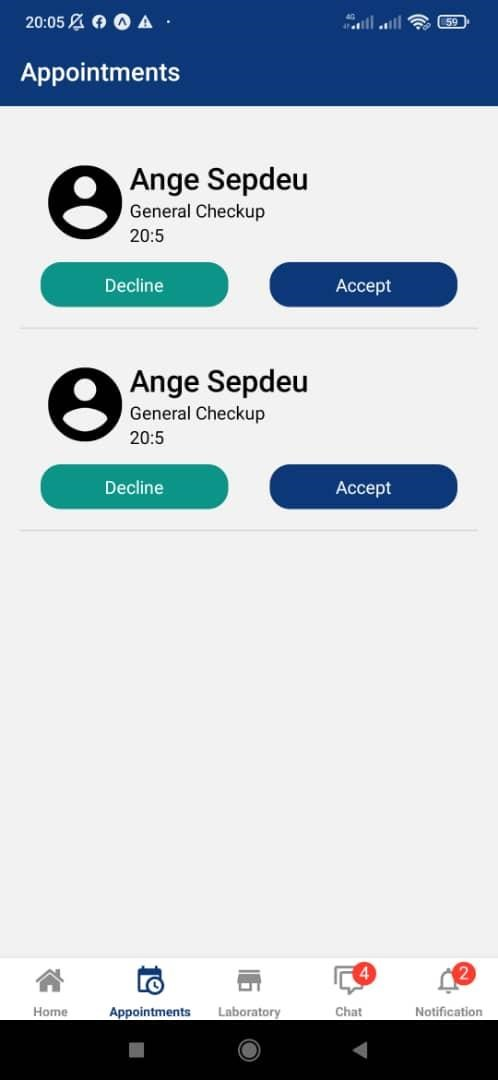 20:05 4G 59
Appointments
Ange Sepdeu
General Checkup
20:5
Decline Accept
Ange Sepdeu
General Checkup
20:5
Decline Accept
4 2
Home Appointments Laboratory Chat Notification